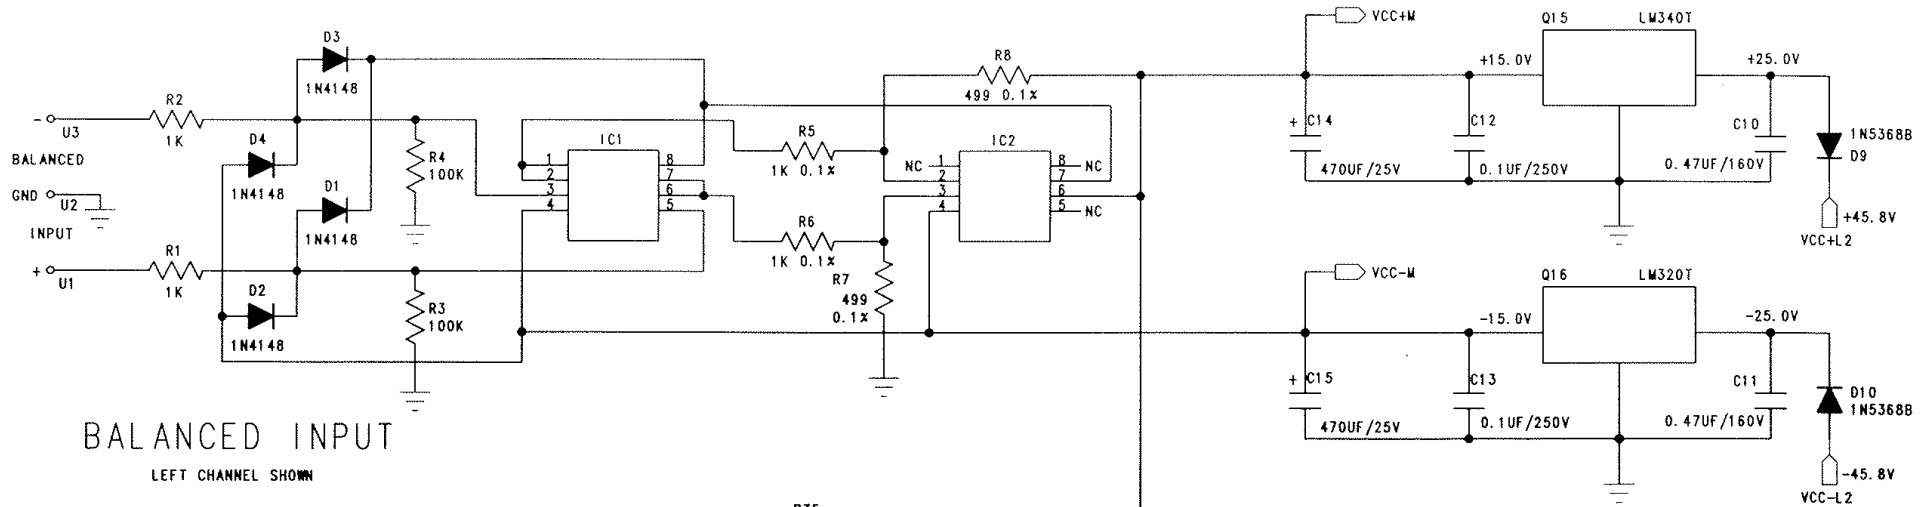 VCC+M
Q15 LM340T
D3
R8
+15.0V
+25.0V
1N4148
499 0.1%
R2
-
U3
1K
D4
IC1
R5
IC2
+ C14
C12
C10
1N5368B
D9
BALANCED
R4
100K
1N4148
1 8
2 7
3 6
4 5
1K 0.1%
NC 1 8 NC
2 7
3 6
4 5 NC
470UF/25V
0.1UF/250V
0.47UF/160V
D1
GND
U2
INPUT
1N4148
R6
1K 0.1%
+45.8V
VCC+L2
R1
+
U1
1K
R7
499
0.1%
VCC-M
Q16 LM320T
D2
R3
100K
1N4148
-15.0V
-25.0V
+ C15
C13
C11
D10
1N5368B
470UF/25V
0.1UF/250V
0.47UF/160V
BALANCED INPUT
LEFT CHANNEL SHOWN
-45.8V
VCC-L2